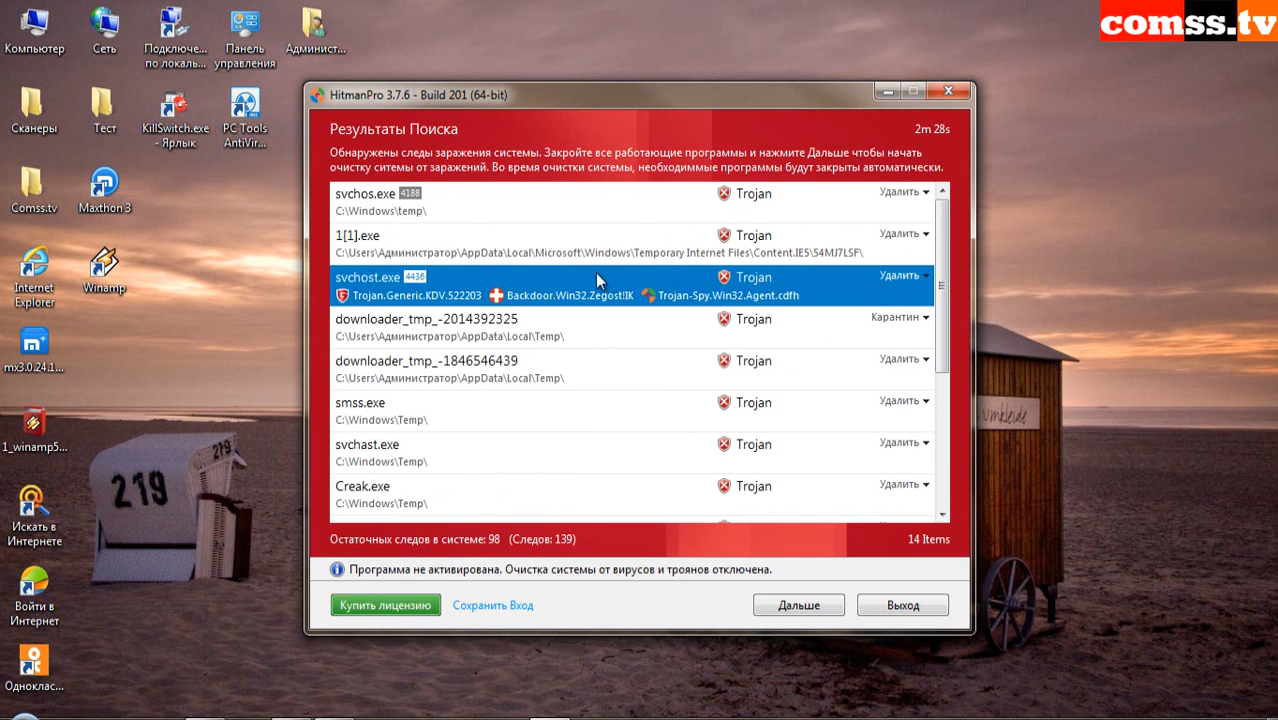 comss.tv
Компьютер
Сеть
Подключе...
по локаль...
Панель
управления
Админист...
Сканеры
Тест
KillSwitch.exe
- Ярлык
PC Tools
AntiVir...
Comss.tv
Maxthon 3
Internet
Explorer
Winamp
mx3.0.24.1...
1_winamp5...
Искать в
Интернете
Войти в
Интернет
Однoклас...
HitmanPro 3.7.6 - Build 201 (64-bit)
Результаты Поиска
2m 28s
Обнаружены следы заражения системы. Закройте все работающие программы и нажмите Дальше чтобы начать
очистку ситемы от заражений. Во время очистки системы, необходимые программы будут закрыты автоматически.
svchos.exe 4188 Trojan Удалить
C:\Windows\temp\
1[1].exe Trojan Удалить
C:\Users\Администратор\AppData\Local\Microsoft\Windows\Temporary Internet Files\Content.IE5\54MJ7LSF\
svchost.exe 4436 Trojan Удалить
Trojan.Generic.KDV.522203 Backdoor.Win32.Zegost!IK Trojan-Spy.Win32.Agent.cdfh
downloader_tmp_-2014392325 Trojan Карантин
C:\Users\Администратор\AppData\Local\Temp\
downloader_tmp_-1846546439 Trojan Удалить
C:\Users\Администратор\AppData\Local\Temp\
smss.exe Trojan Удалить
C:\Windows\Temp\
svchast.exe Trojan Удалить
C:\Windows\Temp\
Creak.exe Trojan Удалить
C:\Windows\Temp\
Остаточных следов в системе: 98 (Следов: 139)
14 Items
Программа не активирована. Очистка системы от вирусов и троянов отключена.
Купить лицензию
Сохранить Вход
Дальше
Выход
219
219
Umkleide